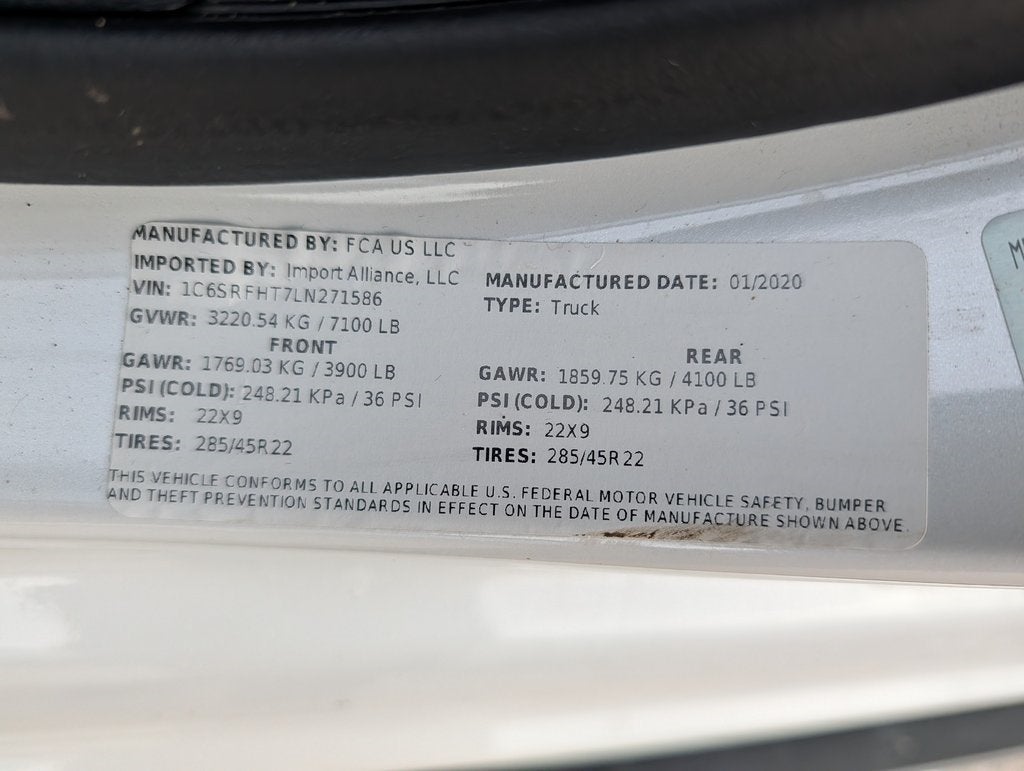 MANUFACTURED BY: FCA US LLC
IMPORTED BY: Import Alliance, LLC
VIN: 1C6SRFHT7LN271586
GVWR: 3220.54 KG / 7100 LB
MANUFACTURED DATE: 01/2020
TYPE: Truck
FRONT
GAWR: 1769.03 KG / 3900 LB
PSI (COLD): 248.21 KPa / 36 PSI
RIMS: 22X9
TIRES: 285/45R22
REAR
GAWR: 1859.75 KG / 4100 LB
PSI (COLD): 248.21 KPa / 36 PSI
RIMS: 22X9
TIRES: 285/45R22
THIS VEHICLE CONFORMS TO ALL APPLICABLE U.S. FEDERAL MOTOR VEHICLE SAFETY, BUMPER
AND THEFT PREVENTION STANDARDS IN EFFECT ON THE DATE OF MANUFACTURE SHOWN ABOVE.